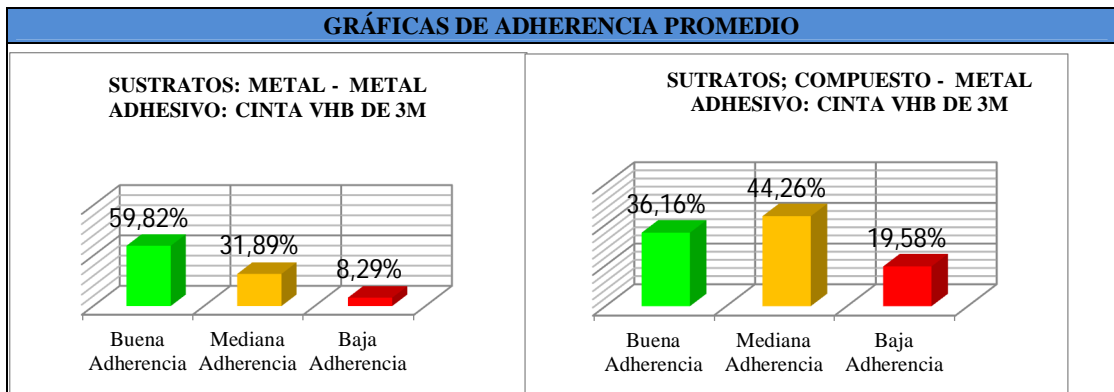 GRÁFICAS DE ADHERENCIA PROMEDIO
SUSTRATOS: METAL - METAL
ADHESIVO: CINTA VHB DE 3M
59,82%
31,89%
8,29%
Buena Adherencia
Mediana Adherencia
Baja Adherencia
SUTRATOS; COMPUESTO - METAL
ADHESIVO: CINTA VHB DE 3M
36,16%
44,26%
19,58%
Buena Adherencia
Mediana Adherencia
Baja Adherencia